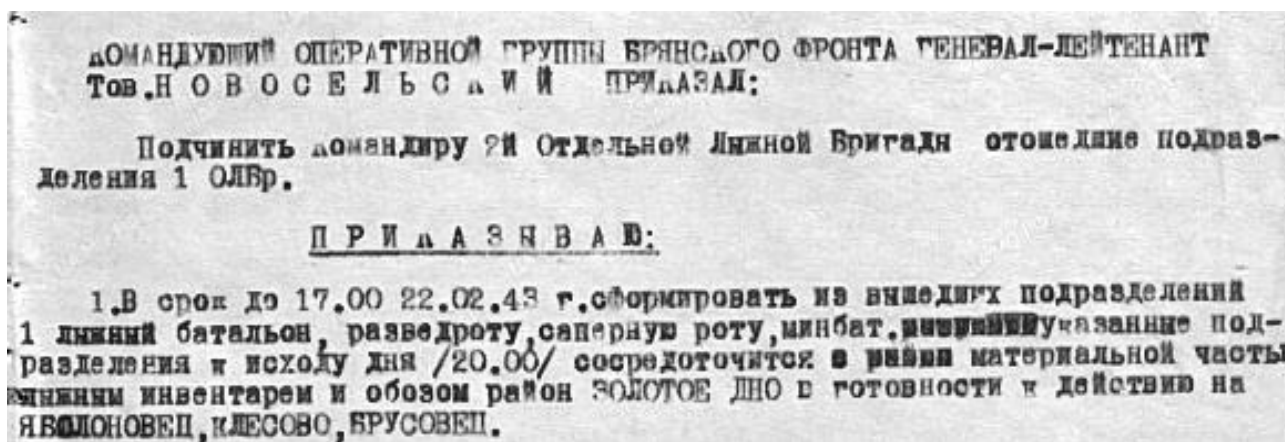 КОМАНДУЮЩИЙ ОПЕРАТИВНОЙ ГРУППЫ БРЯНСКОГО ФРОНТА ГЕНЕРАЛ-ЛЕЙТЕНАНТ
Тов.Н О В О С Е Л Ь С К И Й ПРИКАЗАЛ:
Подчинить командиру 2й Отдельной Лыжной Бригады отошедшие подраз-
деления 1 ОЛБр.
П Р И К А З Ы В А Ю:
1.В срок до 17.00 22.02.43 г.сформировать из вышедших подразделений
1 лыжный батальон, разведроту,саперную роту,минбат. указанные под-
разделения к исходу дня /20.00/ сосредоточится с материальной часты
лыжным инвентарем и обозом район ЗОЛОТОЕ ДНО в готовности к действию на
ЯБЛОНОВЕЦ,КЛЕСОВО,БРУСОВЕЦ.